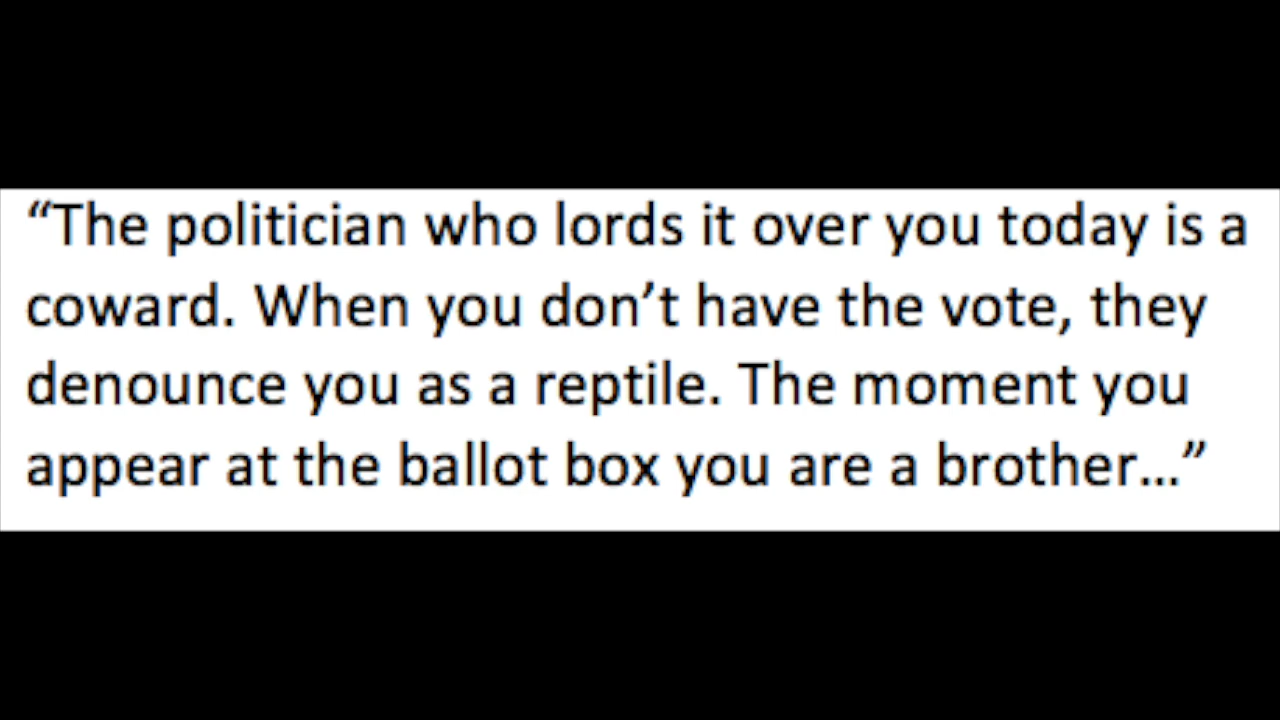 “The politician who lords it over you today is a
coward. When you don’t have the vote, they
denounce you as a reptile. The moment you
appear at the ballot box you are a brother…”